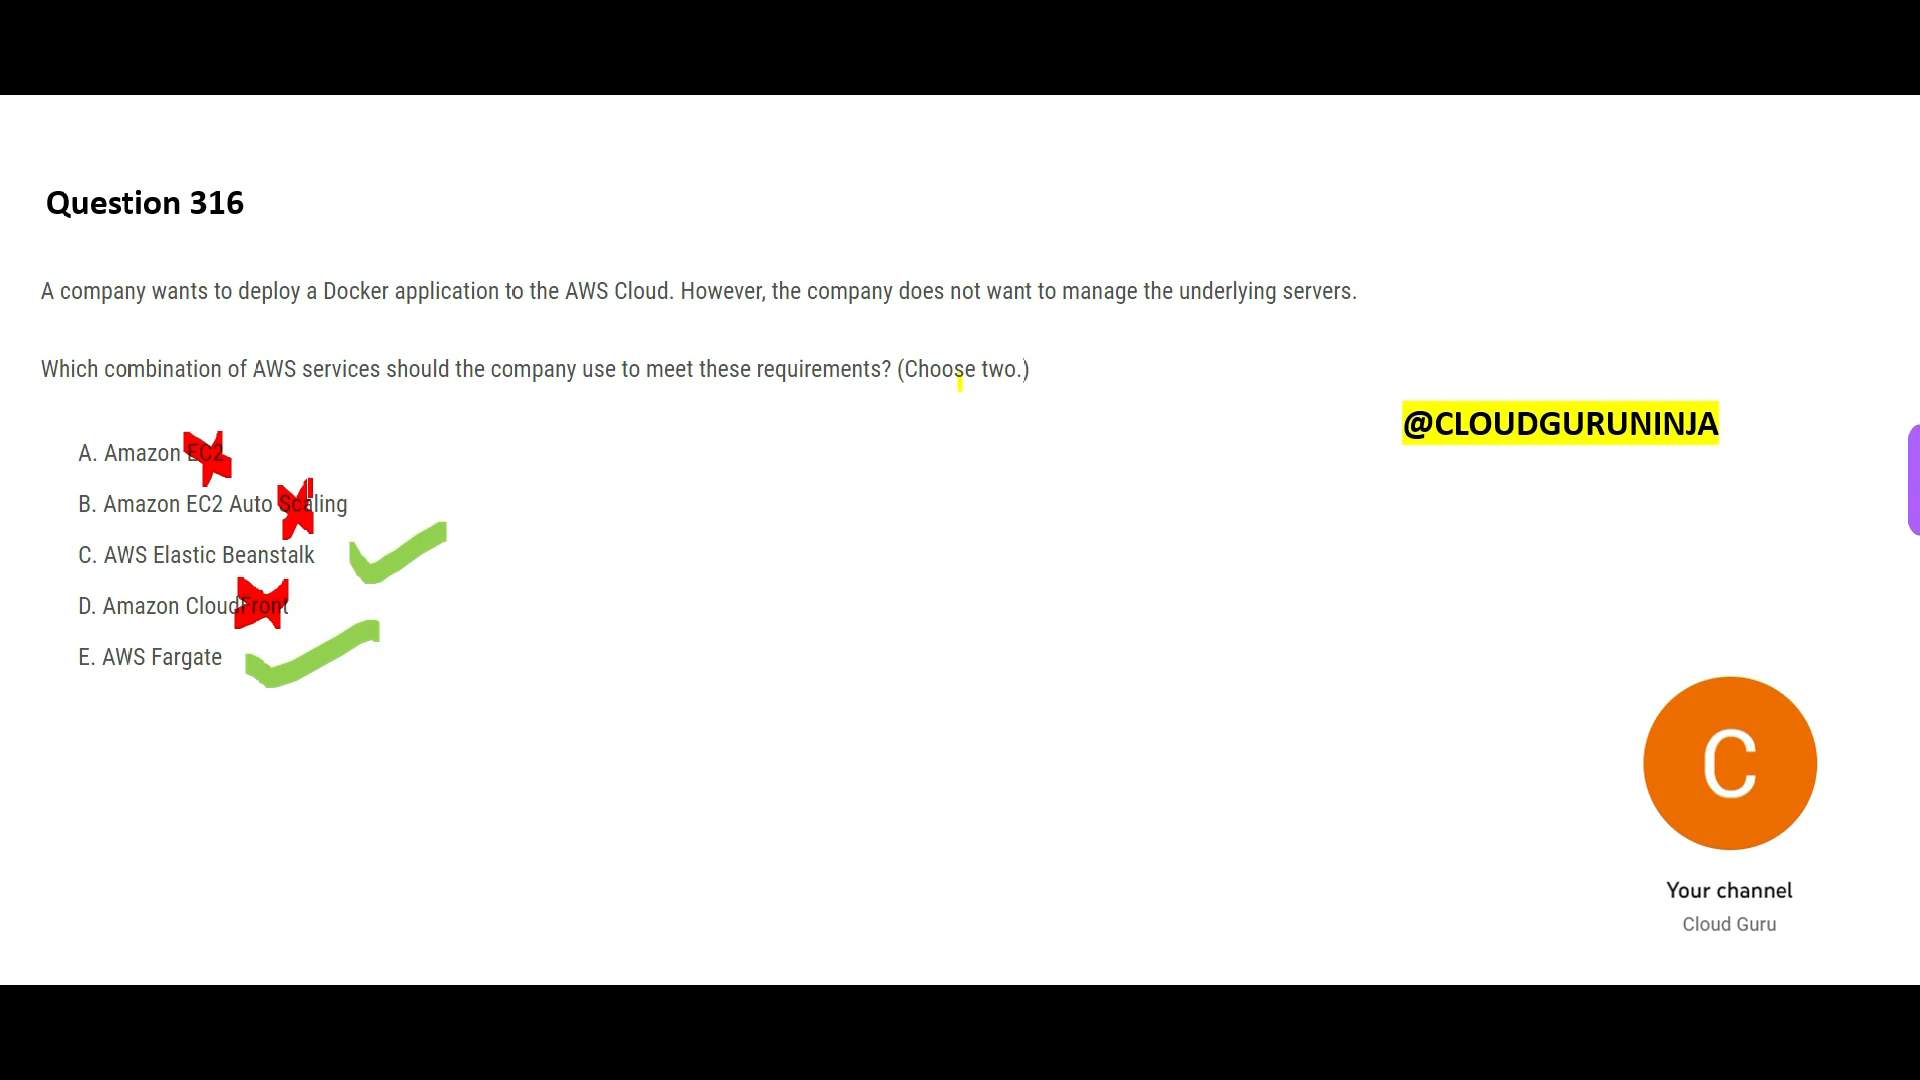 Question 316
A company wants to deploy a Docker application to the AWS Cloud. However, the company does not want to manage the underlying servers.
Which combination of AWS services should the company use to meet these requirements? (Choose two.)
@CLOUDGURUNINJA
A. Amazon EC2
B. Amazon EC2 Auto Scaling
C. AWS Elastic Beanstalk
D. Amazon CloudFront
E. AWS Fargate
C
Your channel
Cloud Guru